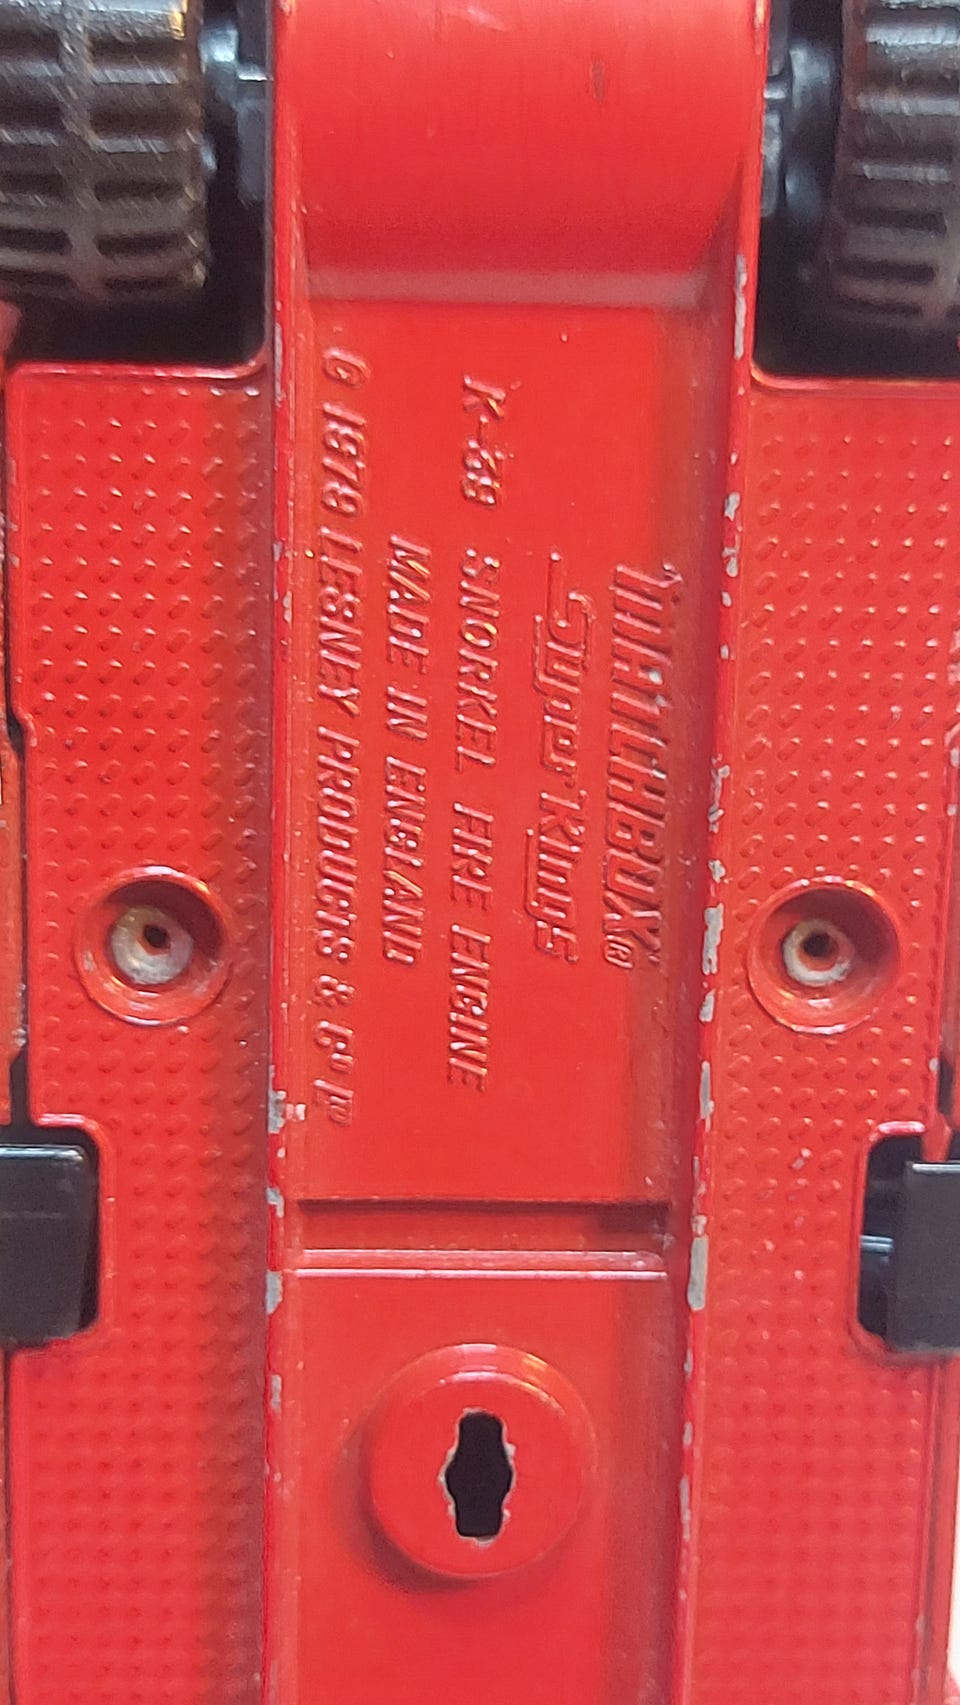 MATCHBOX®
Super Kings
K-39 SNORKEL FIRE ENGINE
MADE IN ENGLAND
© 1979 LESNEY PRODUCTS & Cº Lᵀᴰ